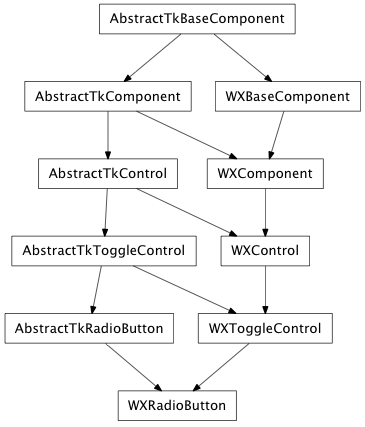 AbstractTkBaseComponent
AbstractTkComponent
WXBaseComponent
AbstractTkControl
WXComponent
AbstractTkToggleControl
WXControl
AbstractTkRadioButton
WXToggleControl
WXRadioButton